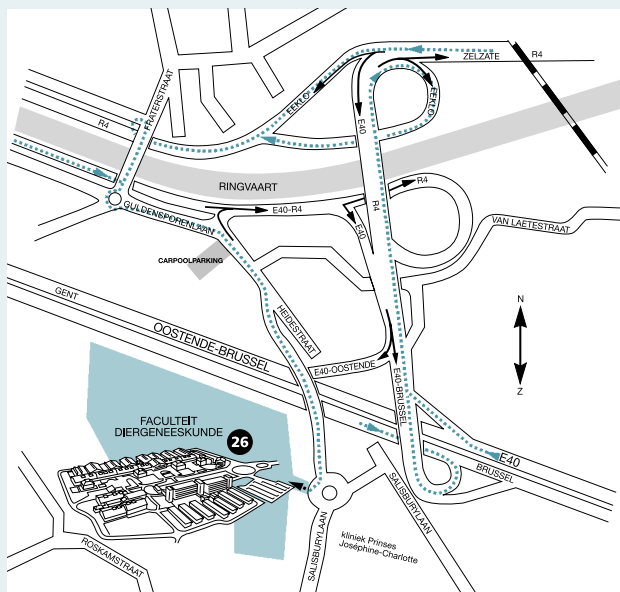 ZELZATE
R4
EEKLO
EEKLO
FRATERSTRAAT
R4
E40
RINGVAART
R4
R4
GULDENSPORENLAAN
E40-R4
E40
VAN LAETESTRAAT
CARPOOLPARKING
GENT
OOSTENDE-BRUSSEL
HEIDESTRAAT
N
Z
E40-OOSTENDE
E40-BRUSSEL
FACULTEIT
DIERGENEESKUNDE
26
E40
BRUSSEL
SALISBURYLAAN
ROSKAMSTRAAT
SALISBURYLAAN
kliniek Prinses
Joséphine-Charlotte